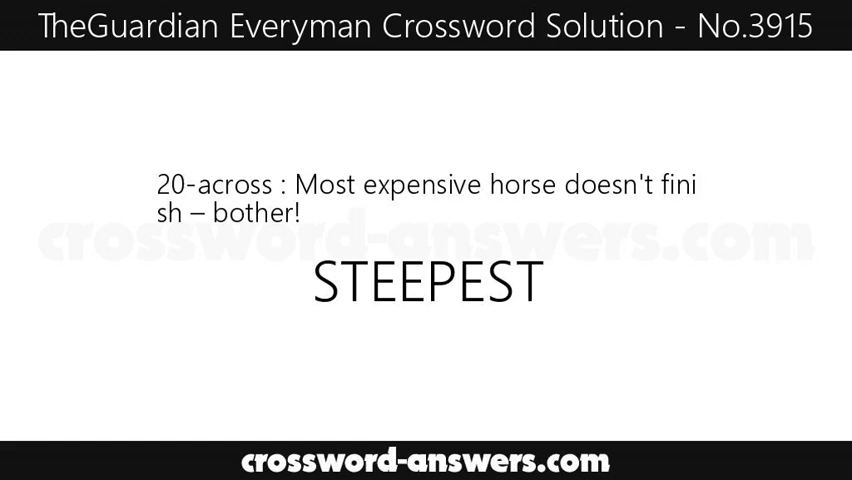 TheGuardian Everyman Crossword Solution - No.3915
20-across : Most expensive horse doesn't fini
sh – bother!
crossword-answers.com
STEEPEST
crossword-answers.com